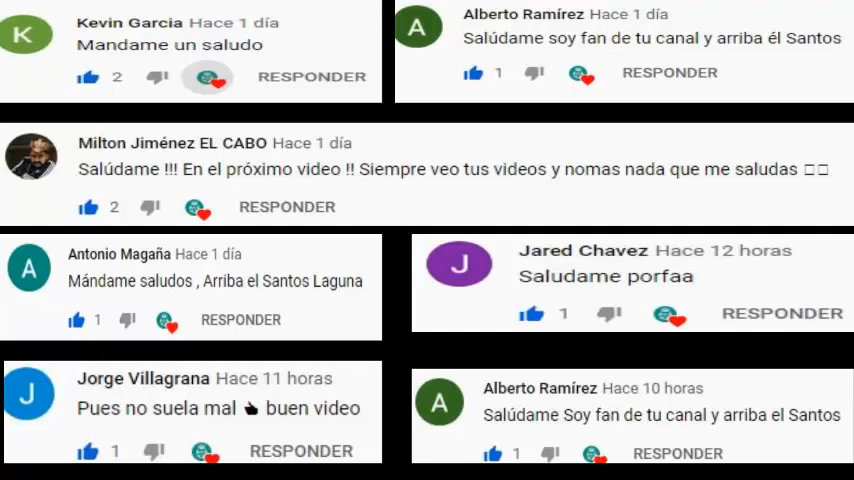 K
Kevin Garcia Hace 1 día
Mandame un saludo
2 RESPONDER
A
Alberto Ramírez Hace 1 día
Salúdame soy fan de tu canal y arriba él Santos
1 RESPONDER
Milton Jiménez EL CABO Hace 1 día
Salúdame !!! En el próximo video !! Siempre veo tus videos y nomas nada que me saludas
2 RESPONDER
A
Antonio Magaña Hace 1 día
Mándame saludos , Arriba el Santos Laguna
1 RESPONDER
J
Jared Chavez Hace 12 horas
Saludame porfaa
1 RESPONDER
J
Jorge Villagrana Hace 11 horas
Pues no suela mal buen video
1 RESPONDER
A
Alberto Ramírez Hace 10 horas
Salúdame Soy fan de tu canal y arriba el Santos
1 RESPONDER